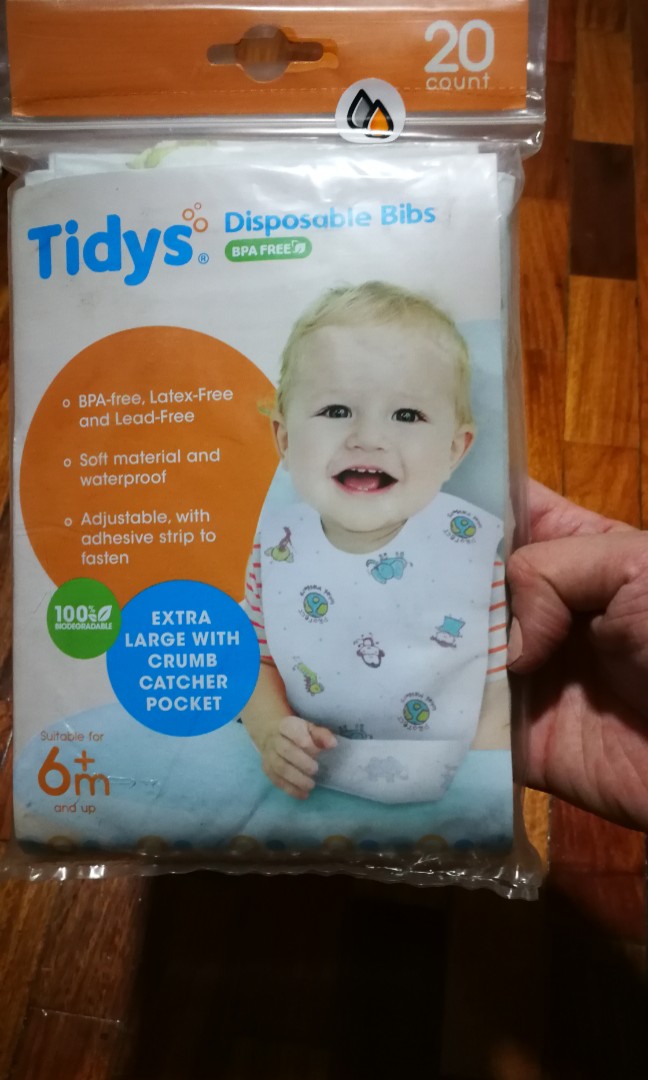 20
count
Tidys®
Disposable Bibs
BPA FREE
BPA-free, Latex-Free
and Lead-Free
Soft material and
waterproof
Adjustable, with
adhesive strip to
fasten
100%
BIODEGRADABLE
EXTRA
LARGE WITH
CRUMB
CATCHER
POCKET
Suitable for
6+m
and up